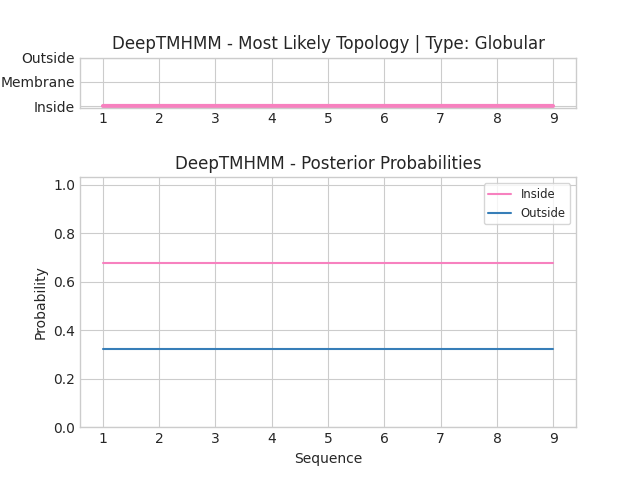 DeepTMHMM - Most Likely Topology | Type: Globular
Outside
Membrane
Inside
1 2 3 4 5 6 7 8 9
DeepTMHMM - Posterior Probabilities
1.0
0.8
0.6
0.4
0.2
0.0
Probability
Inside
Outside
1 2 3 4 5 6 7 8 9
Sequence